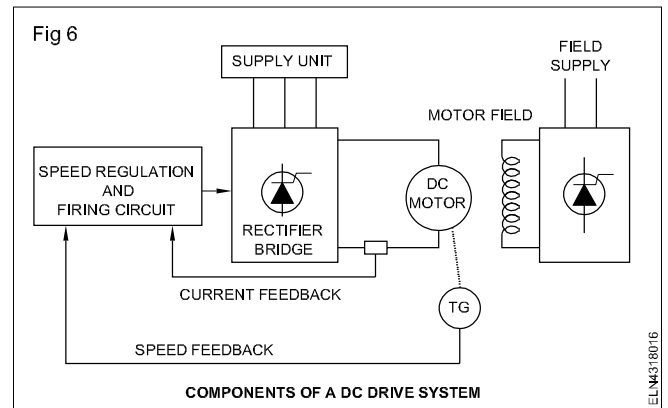 Fig 6
SUPPLY UNIT
FIELD
SUPPLY
MOTOR FIELD
SPEED REGULATION
AND
FIRING CIRCUIT
RECTIFIER
BRIDGE
DC
MOTOR
CURRENT FEEDBACK
TG
SPEED FEEDBACK
COMPONENTS OF A DC DRIVE SYSTEM
ELN4318016